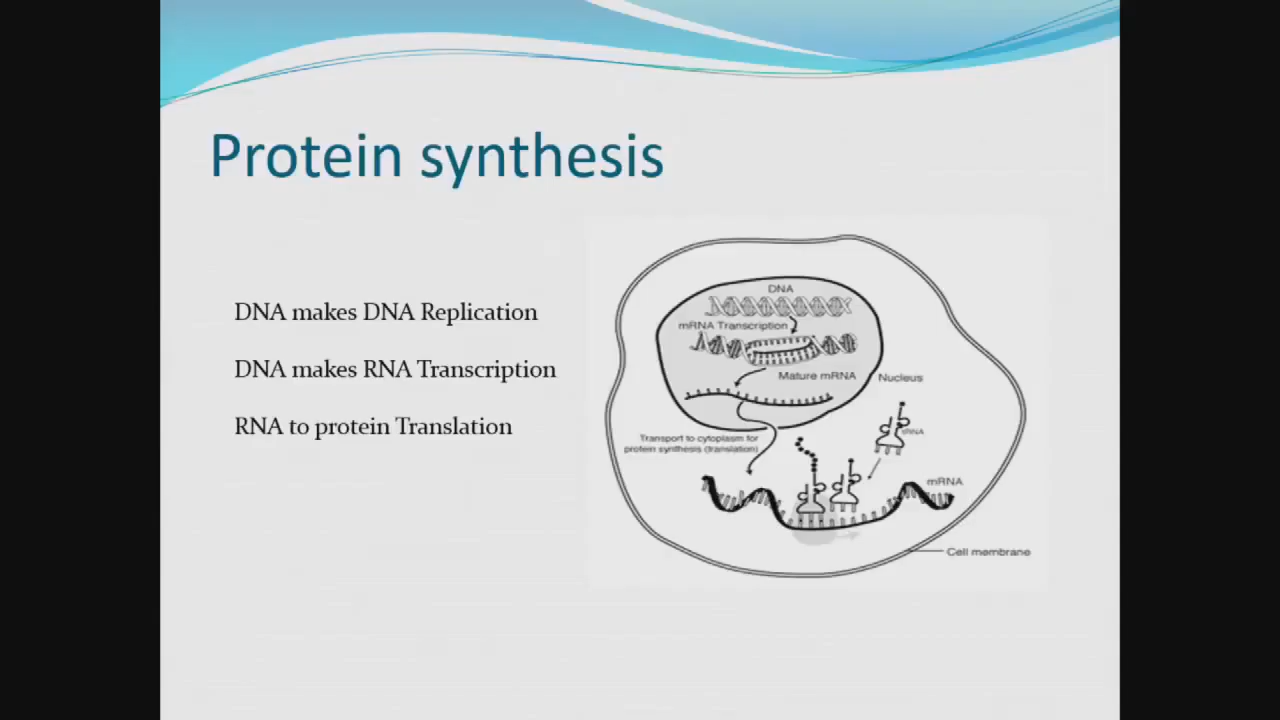 Protein synthesis
DNA makes DNA Replication
DNA makes RNA Transcription
RNA to protein Translation
DNA
mRNA Transcription
Mature mRNA
Nucleus
tRNA
Transport to cytoplasm for
protein synthesis (translation)
mRNA
Cell membrane